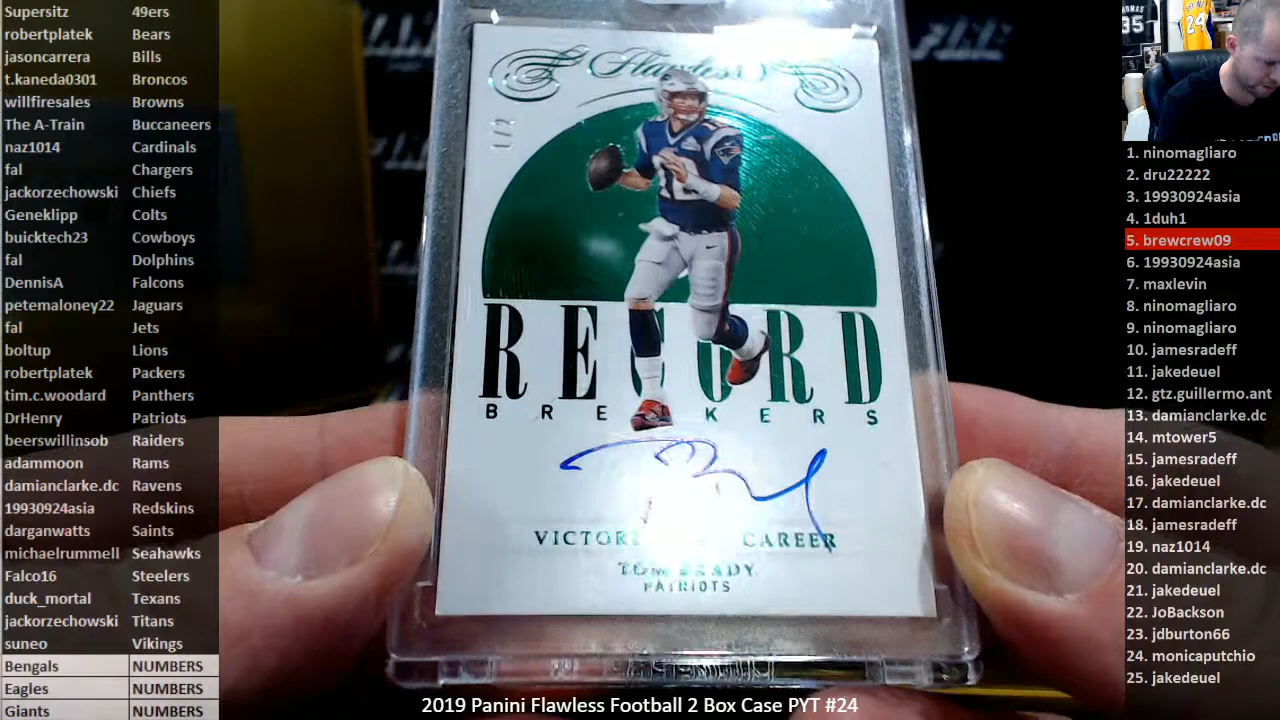 Supersitz 49ers
robertplatek Bears
jasoncarrera Bills
t.kaneda0301 Broncos
willfiresales Browns
The A-Train Buccaneers
naz1014 Cardinals
fal Chargers
jackorzechowski Chiefs
Geneklipp Colts
buicktech23 Cowboys
fal Dolphins
DennisA Falcons
petemaloney22 Jaguars
fal Jets
boltup Lions
robertplatek Packers
tim.c.woodard Panthers
DrHenry Patriots
beerswillinsob Raiders
adammoon Rams
damianclarke.dc Ravens
19930924asia Redskins
darganwatts Saints
michaelrummell Seahawks
Falco16 Steelers
duck_mortal Texans
jackorzechowski Titans
suneo Vikings
Bengals NUMBERS
Eagles NUMBERS
Giants NUMBERS
Flawless
RECORD
BREAKERS
CAREER
TOM BRADY
PATRIOTS
2019 Panini Flawless Football 2 Box Case PYT #24
35
24
1. ninomagliaro
2. dru22222
3. 19930924asia
4. 1duh1
5. brewcrew09
6. 19930924asia
7. maxlevin
8. ninomagliaro
9. ninomagliaro
10. jamesradeff
11. jakedeuel
12. gtz.guillermo.ant
13. damianclarke.dc
14. mtower5
15. jamesradeff
16. jakedeuel
17. damianclarke.dc
18. jamesradeff
19. naz1014
20. damianclarke.dc
21. jakedeuel
22. JoBackson
23. jdburton66
24. monicaputchio
25. jakedeuel